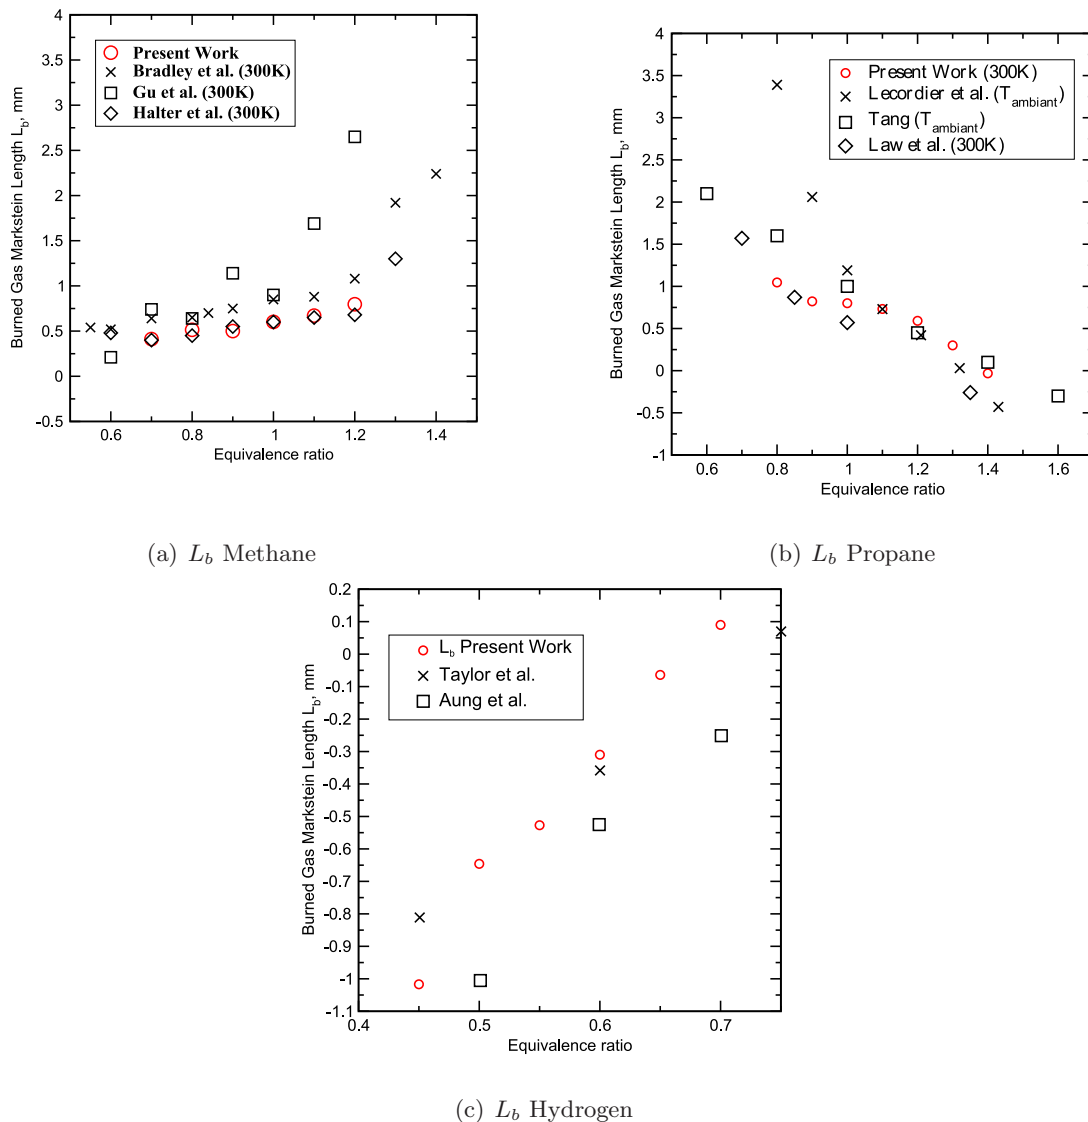 4
3.5
3
2.5
2
1.5
1
0.5
0
-0.5
Burned Gas Markstein Length L_b, mm
Present Work
Bradley et al. (300K)
Gu et al. (300K)
Halter et al. (300K)
0.6 0.8 1 1.2 1.4
Equivalence ratio
(a) L_b Methane
4
3.5
3
2.5
2
1.5
1
0.5
0
-0.5
-1
Burned Gas Markstein Length L_b, mm
Present Work (300K)
Lecordier et al. (T_ambiant)
Tang (T_ambiant)
Law et al. (300K)
0.6 0.8 1 1.2 1.4 1.6
Equivalence ratio
(b) L_b Propane
0.2
0.1
0
-0.1
-0.2
-0.3
-0.4
-0.5
-0.6
-0.7
-0.8
-0.9
-1
-1.1
Burned Gas Markstein Length L_b, mm
L_b Present Work
Taylor et al.
Aung et al.
0.4 0.5 0.6 0.7
Equivalence ratio
(c) L_b Hydrogen